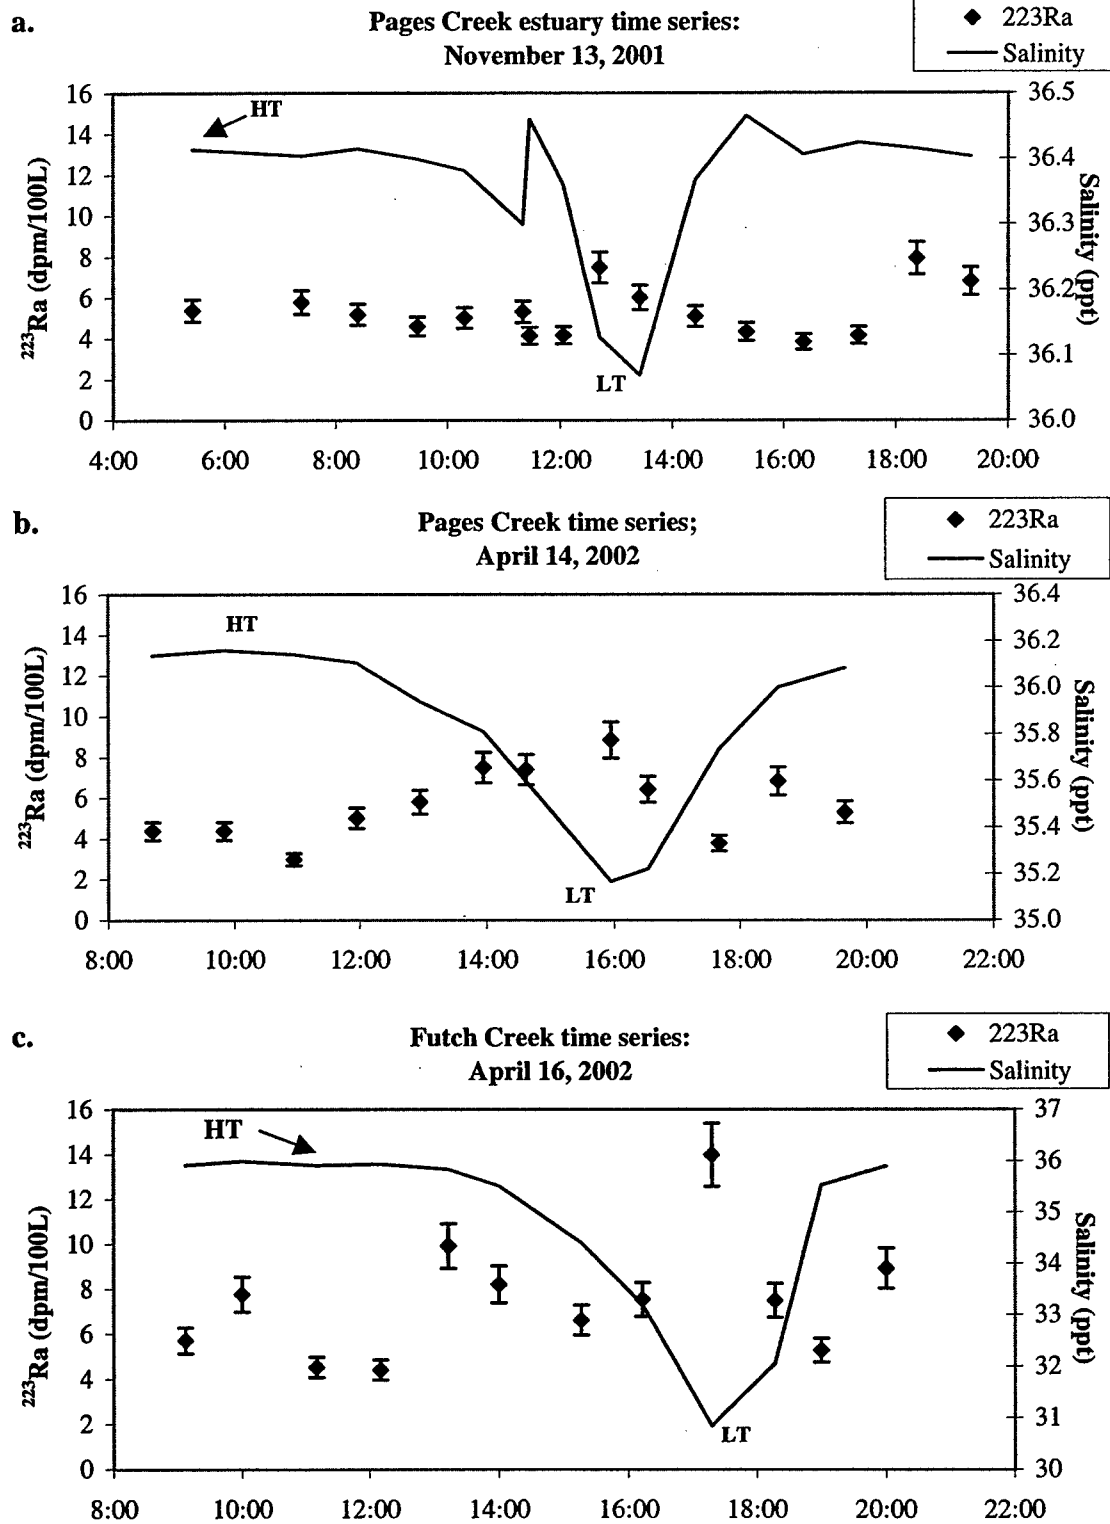 a.
Pages Creek estuary time series:
November 13, 2001
223Ra
Salinity
16
14
12
10
8
6
4
2
0
223Ra (dpm/100L)
HT
LT
36.5
36.4
36.3
36.2
36.1
36.0
Salinity (ppt)
4:00 6:00 8:00 10:00 12:00 14:00 16:00 18:00 20:00
b.
Pages Creek time series;
April 14, 2002
223Ra
Salinity
16
14
12
10
8
6
4
2
0
223Ra (dpm/100L)
HT
LT
36.4
36.2
36.0
35.8
35.6
35.4
35.2
35.0
Salinity (ppt)
8:00 10:00 12:00 14:00 16:00 18:00 20:00 22:00
c.
Futch Creek time series:
April 16, 2002
223Ra
Salinity
16
14
12
10
8
6
4
2
0
223Ra (dpm/100L)
HT
LT
37
36
35
34
33
32
31
30
Salinity (ppt)
8:00 10:00 12:00 14:00 16:00 18:00 20:00 22:00